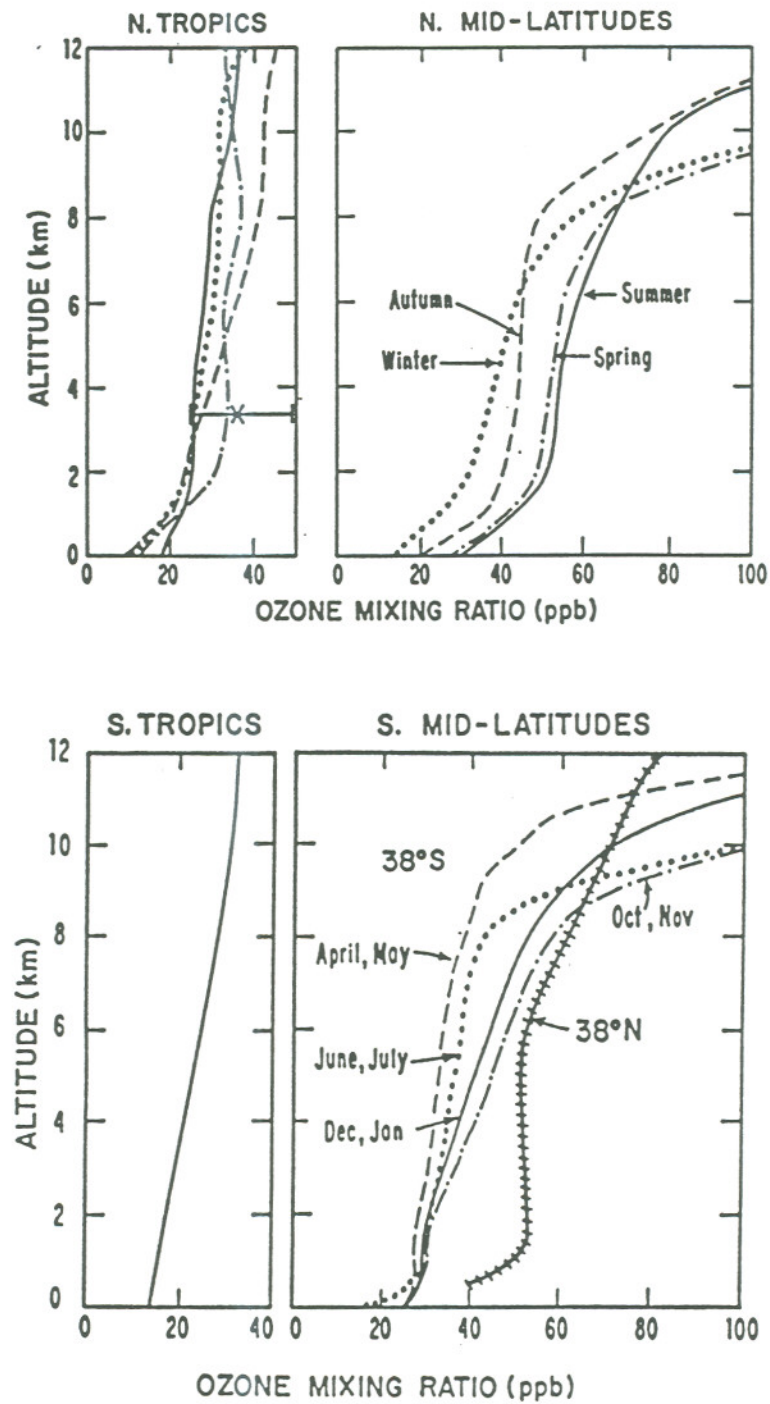 N. TROPICS
N. MID-LATITUDES
12
10
8
6
4
2
0
ALTITUDE (km)
Autumn
Winter
Summer
Spring
0 20 40
0 20 40 60 80 100
OZONE MIXING RATIO (ppb)
S. TROPICS
S. MID-LATITUDES
12
10
8
6
4
2
0
ALTITUDE (km)
38°S
Oct, Nov
April, May
38°N
June, July
Dec, Jan
0 20 40
0 20 40 60 80 100
OZONE MIXING RATIO (ppb)